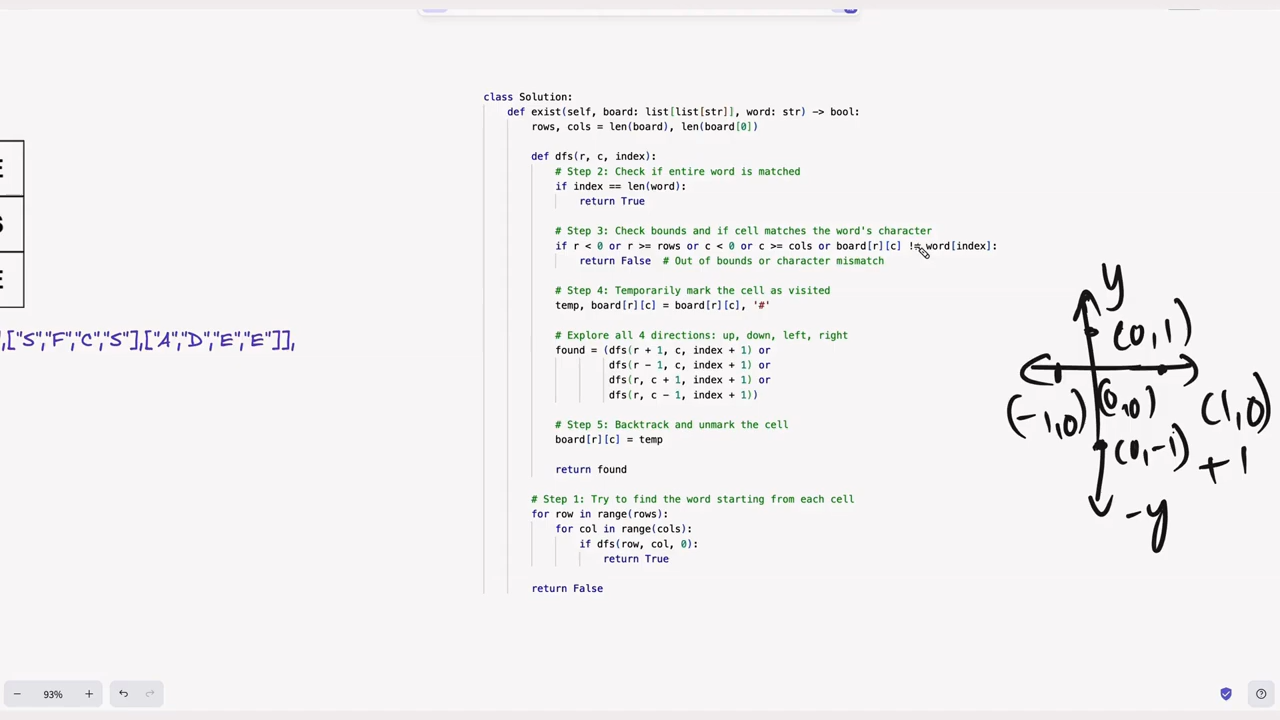 class Solution:
def exist(self, board: list[list[str]], word: str) -> bool:
rows, cols = len(board), len(board[0])
def dfs(r, c, index):
# Step 2: Check if entire word is matched
if index == len(word):
return True
# Step 3: Check bounds and if cell matches the word's character
if r < 0 or r >= rows or c < 0 or c >= cols or board[r][c] != word[index]:
return False # Out of bounds or character mismatch
# Step 4: Temporarily mark the cell as visited
temp, board[r][c] = board[r][c], '#'
# Explore all 4 directions: up, down, left, right
found = (dfs(r + 1, c, index + 1) or
dfs(r - 1, c, index + 1) or
dfs(r, c + 1, index + 1) or
dfs(r, c - 1, index + 1))
# Step 5: Backtrack and unmark the cell
board[r][c] = temp
return found
# Step 1: Try to find the word starting from each cell
for row in range(rows):
for col in range(cols):
if dfs(row, col, 0):
return True
return False
E
S
E
,["S","F","C","S"],["A","D","E","E"]],
y
(0,1)
(-1,0)
(0,0)
(1,0)
(0,-1)
+1
-y
93%